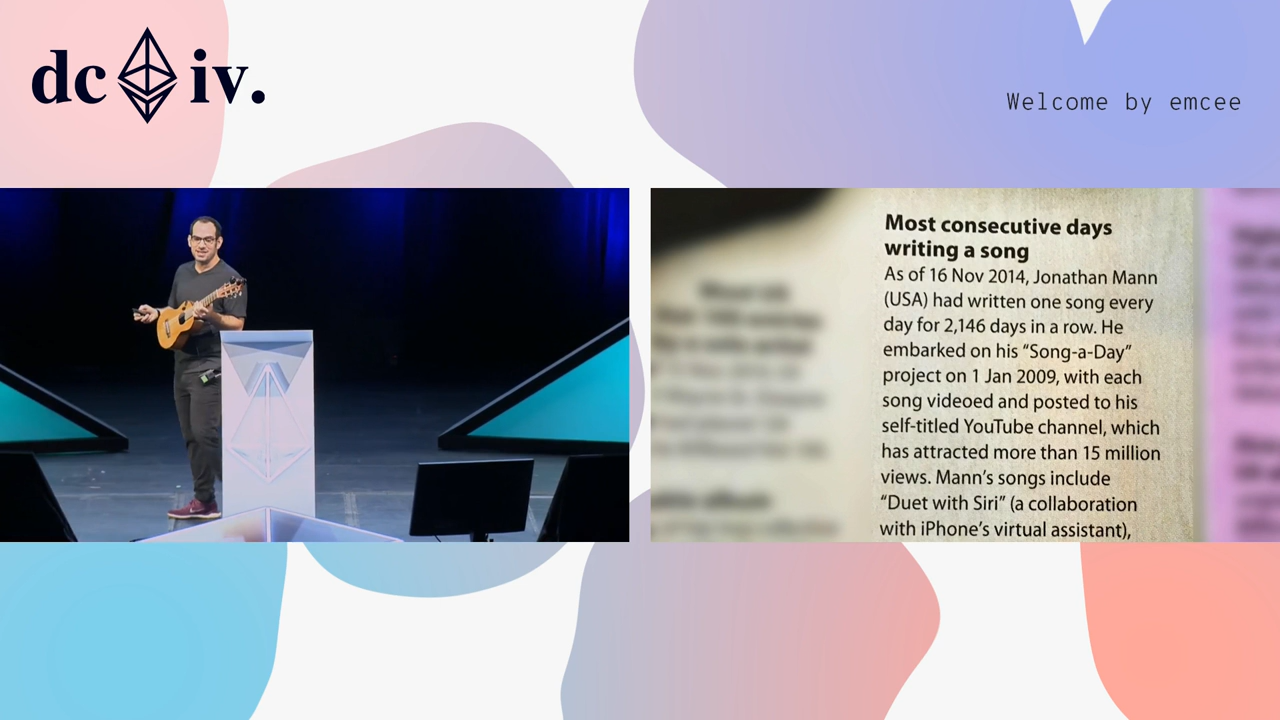 dc iv.
Welcome by emcee
Most consecutive days
writing a song
As of 16 Nov 2014, Jonathan Mann
(USA) had written one song every
day for 2,146 days in a row. He
embarked on his “Song-a-Day”
project on 1 Jan 2009, with each
song videoed and posted to his
self-titled YouTube channel, which
has attracted more than 15 million
views. Mann’s songs include
“Duet with Siri” (a collaboration
with iPhone’s virtual assistant),